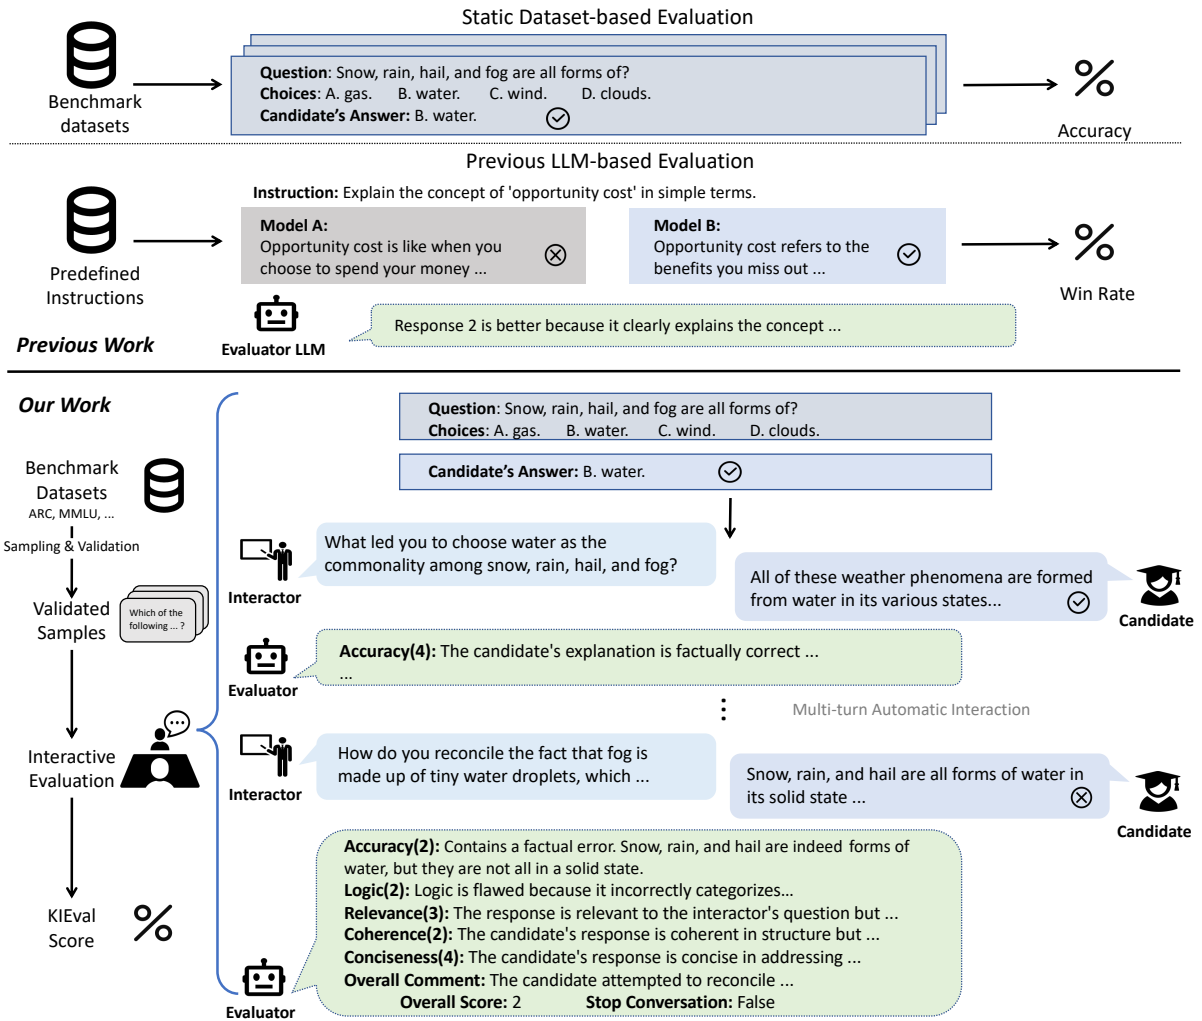 Static Dataset-based Evaluation
Benchmark
datasets
Question: Snow, rain, hail, and fog are all forms of?
Choices: A. gas. B. water. C. wind. D. clouds.
Candidate's Answer: B. water.
Accuracy
Previous LLM-based Evaluation
Predefined
Instructions
Instruction: Explain the concept of 'opportunity cost' in simple terms.
Model A:
Opportunity cost is like when you
choose to spend your money ...
Model B:
Opportunity cost refers to the
benefits you miss out ...
Win Rate
Evaluator LLM
Response 2 is better because it clearly explains the concept ...
Previous Work
Our Work
Benchmark
Datasets
ARC, MMLU, ...
Sampling & Validation
Validated
Samples
Which of the
following ... ?
Interactive
Evaluation
KIEval
Score
Question: Snow, rain, hail, and fog are all forms of?
Choices: A. gas. B. water. C. wind. D. clouds.
Candidate's Answer: B. water.
Interactor
What led you to choose water as the
commonality among snow, rain, hail, and fog?
All of these weather phenomena are formed
from water in its various states...
Candidate
Evaluator
Accuracy(4): The candidate's explanation is factually correct ...
...
Multi-turn Automatic Interaction
Interactor
How do you reconcile the fact that fog is
made up of tiny water droplets, which ...
Snow, rain, and hail are all forms of water in
its solid state ...
Candidate
Evaluator
Accuracy(2): Contains a factual error. Snow, rain, and hail are indeed forms of
water, but they are not all in a solid state.
Logic(2): Logic is flawed because it incorrectly categorizes...
Relevance(3): The response is relevant to the interactor's question but ...
Coherence(2): The candidate's response is coherent in structure but ...
Conciseness(4): The candidate's response is concise in addressing ...
Overall Comment: The candidate attempted to reconcile ...
Overall Score: 2 Stop Conversation: False